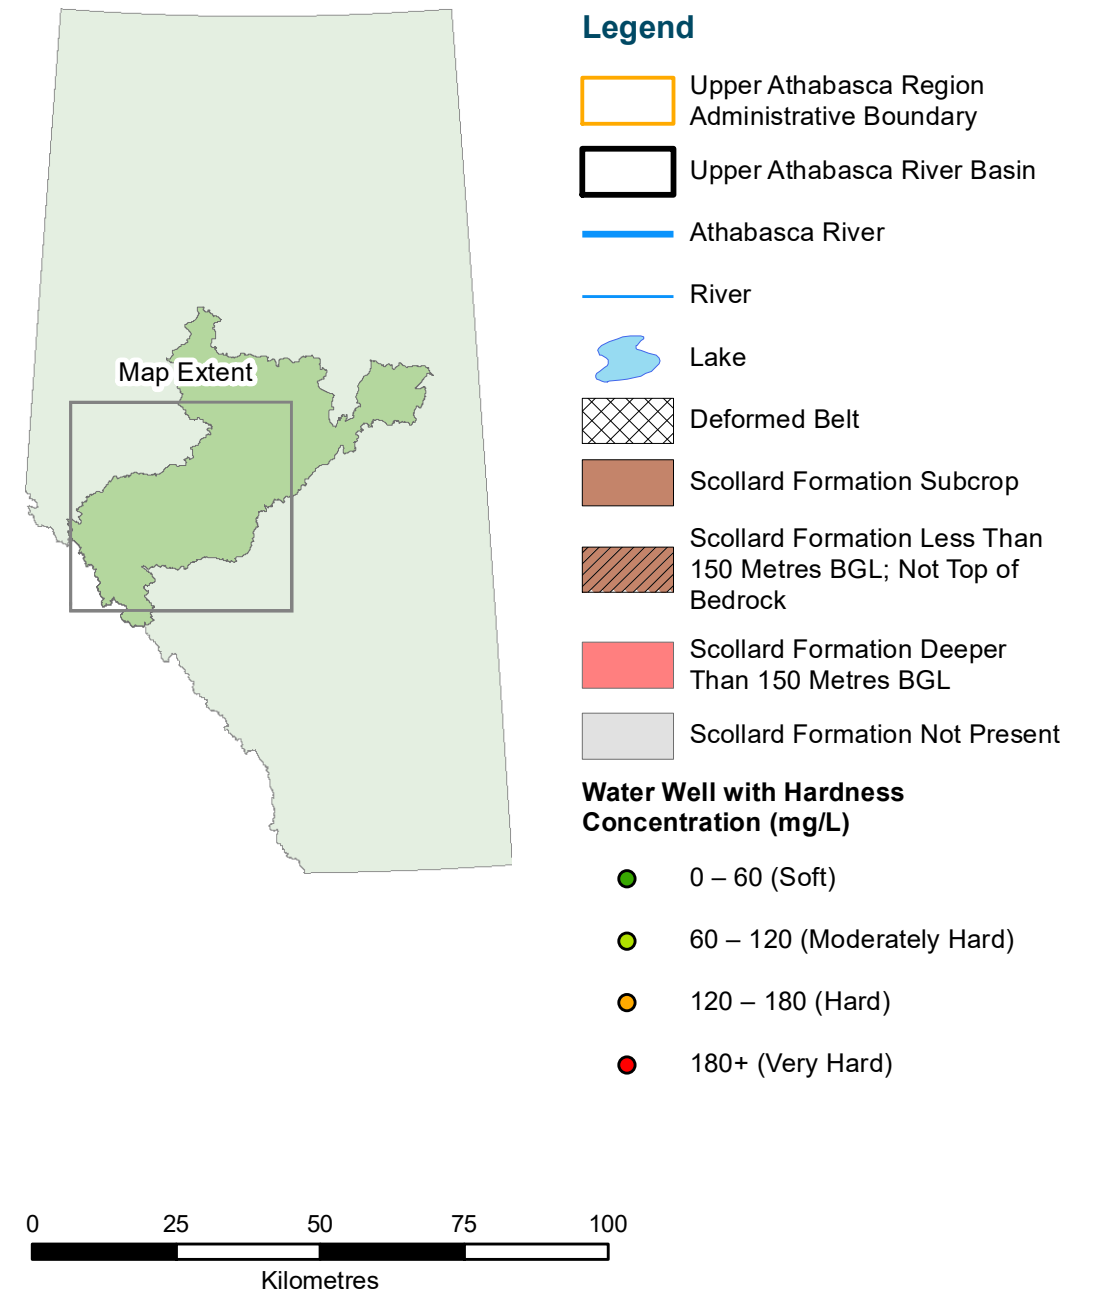 Map Extent
Legend
Upper Athabasca Region
Administrative Boundary
Upper Athabasca River Basin
Athabasca River
River
Lake
Deformed Belt
Scollard Formation Subcrop
Scollard Formation Less Than
150 Metres BGL; Not Top of
Bedrock
Scollard Formation Deeper
Than 150 Metres BGL
Scollard Formation Not Present
Water Well with Hardness
Concentration (mg/L)
0 – 60 (Soft)
60 – 120 (Moderately Hard)
120 – 180 (Hard)
180+ (Very Hard)
0 25 50 75 100
Kilometres